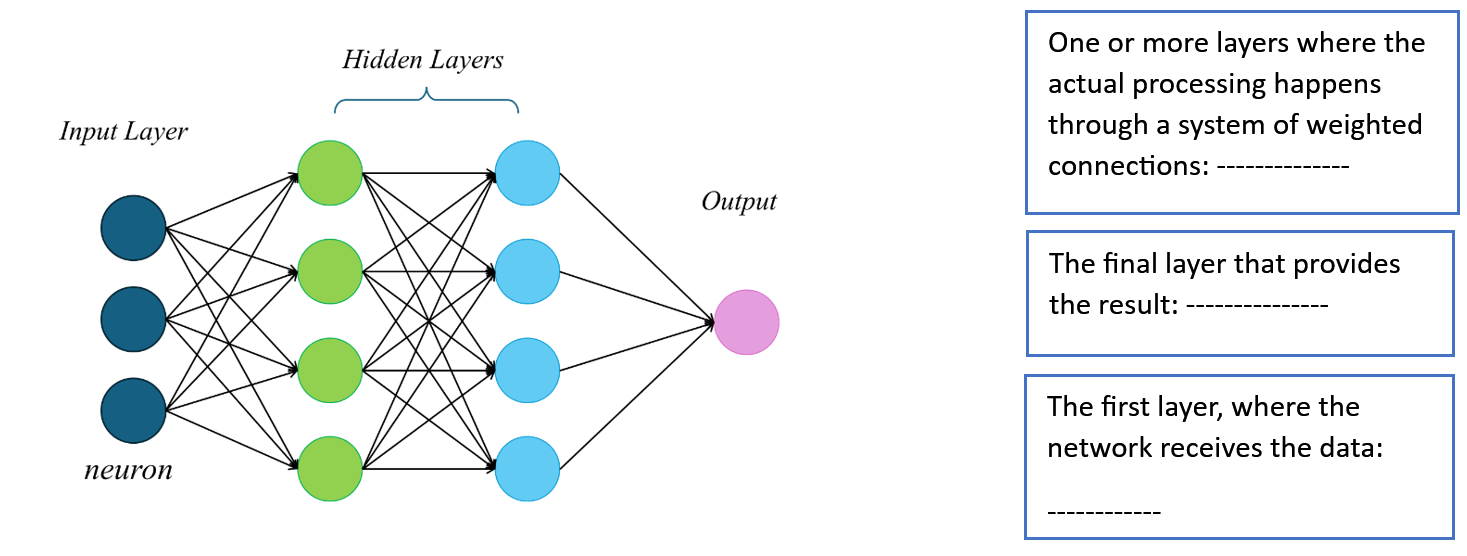 Hidden Layers
Input Layer
Output
neuron
One or more layers where the
actual processing happens
through a system of weighted
connections: --------------
The final layer that provides
the result: ---------------
The first layer, where the
network receives the data:
------------